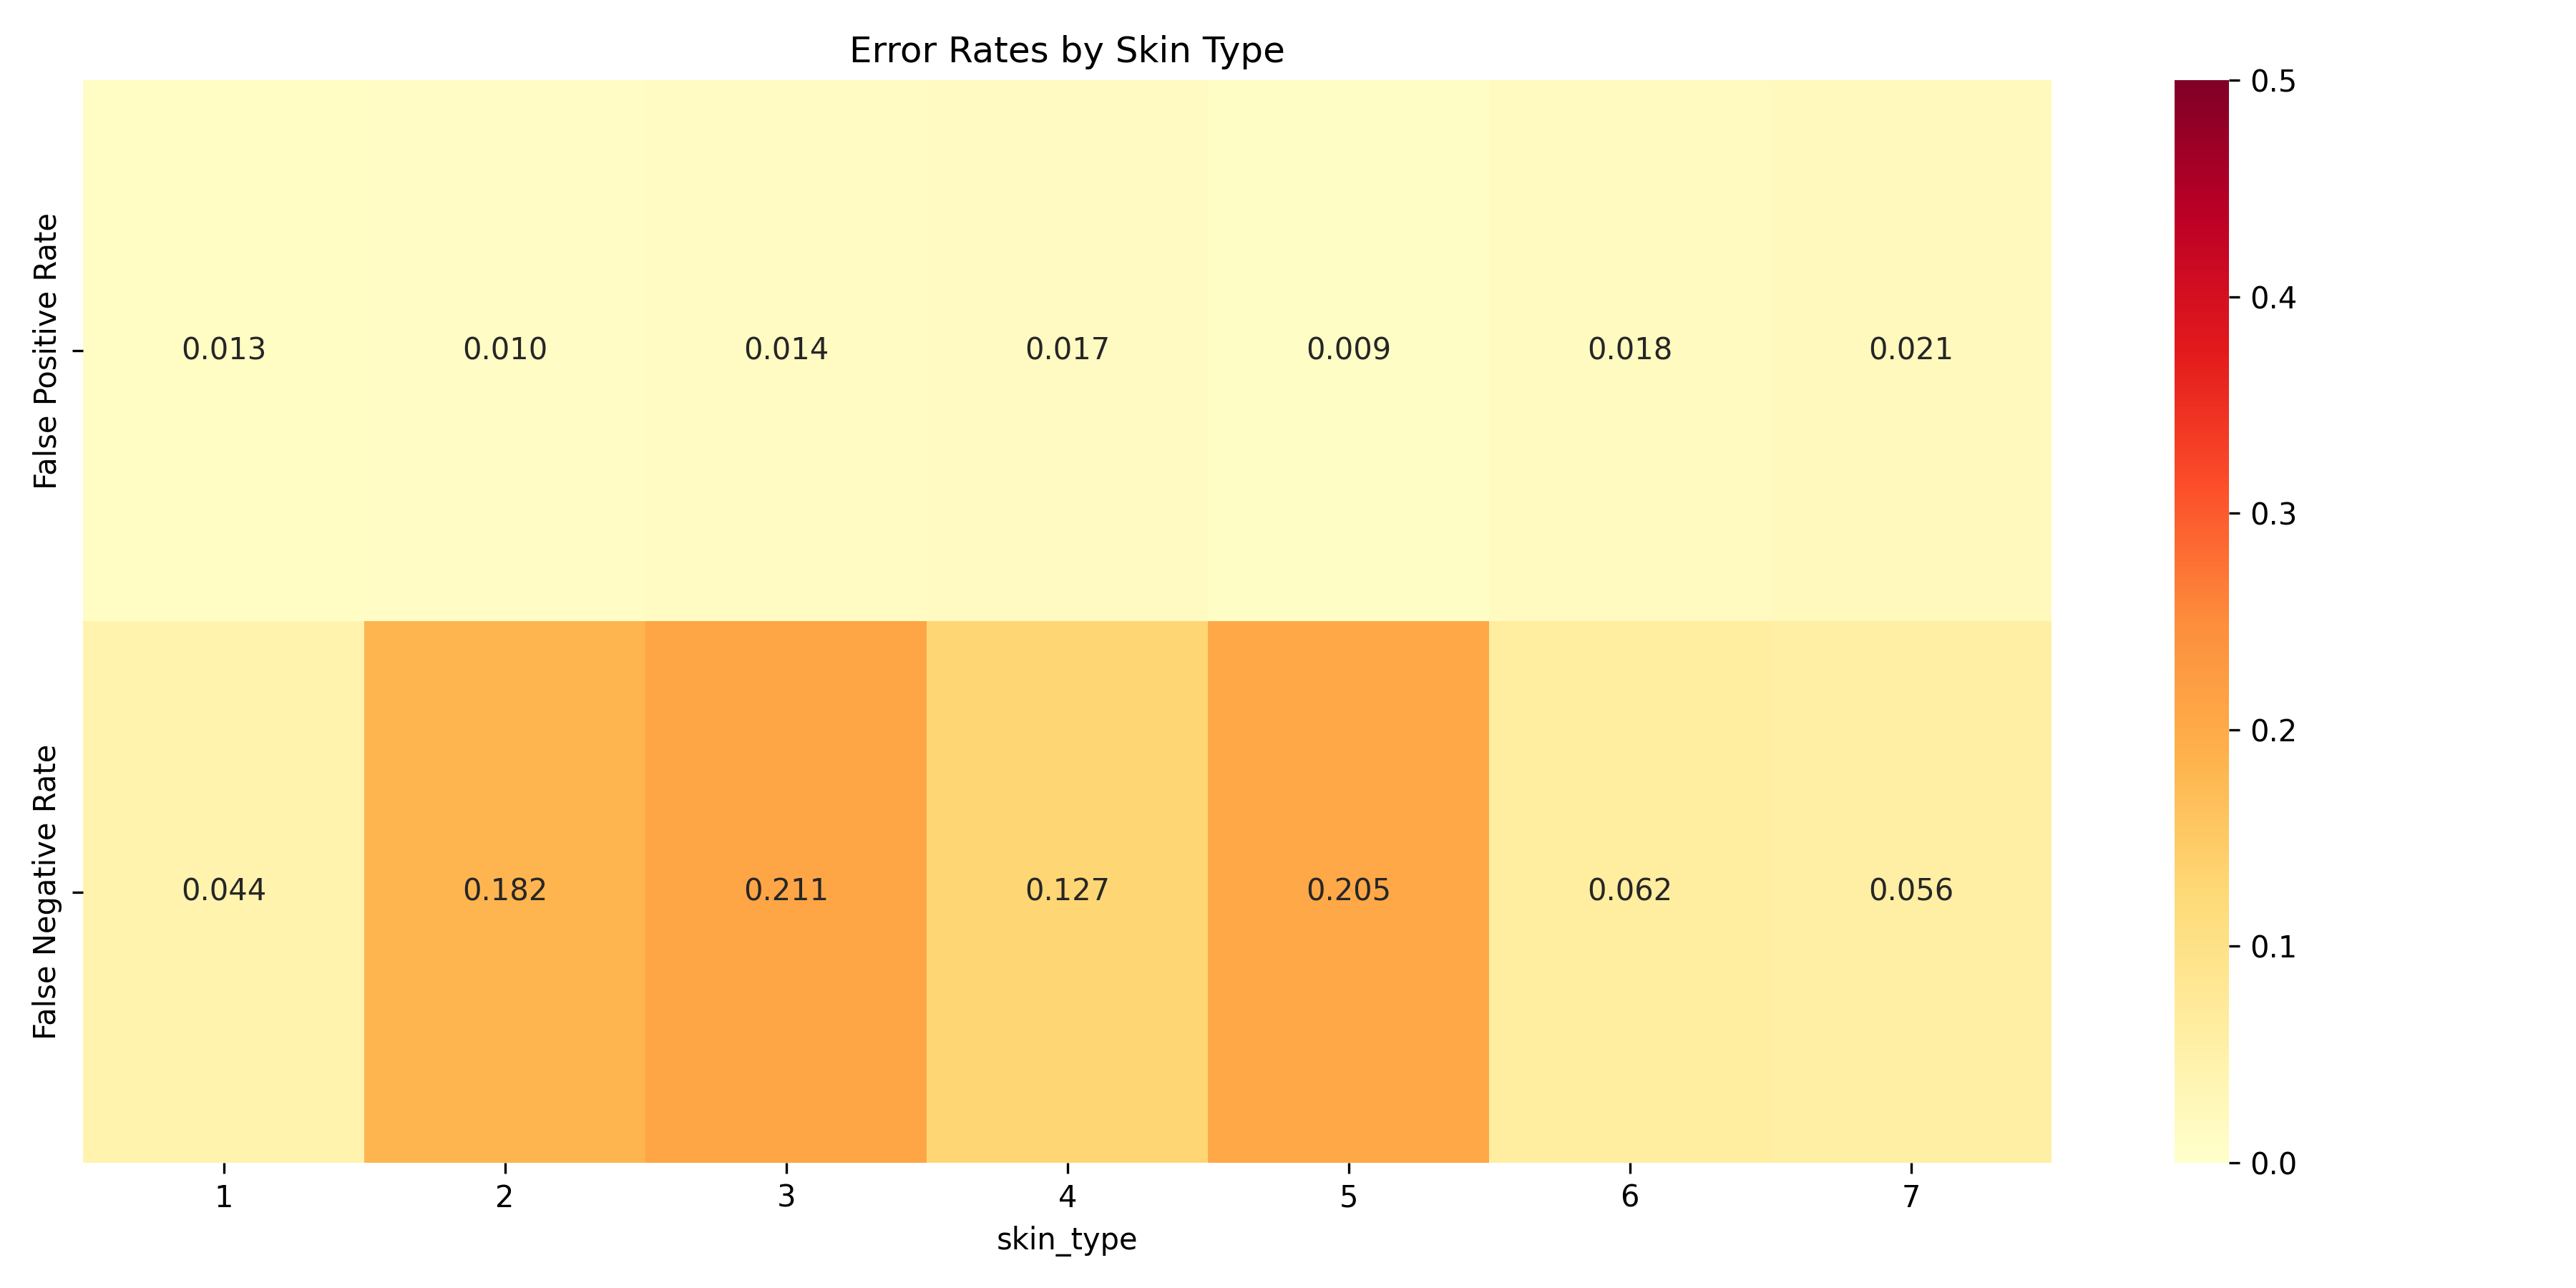 Error Rates by Skin Type
False Positive Rate
0.013 0.010 0.014 0.017 0.009 0.018 0.021
False Negative Rate
0.044 0.182 0.211 0.127 0.205 0.062 0.056
1 2 3 4 5 6 7
skin_type
0.5
0.4
0.3
0.2
0.1
0.0